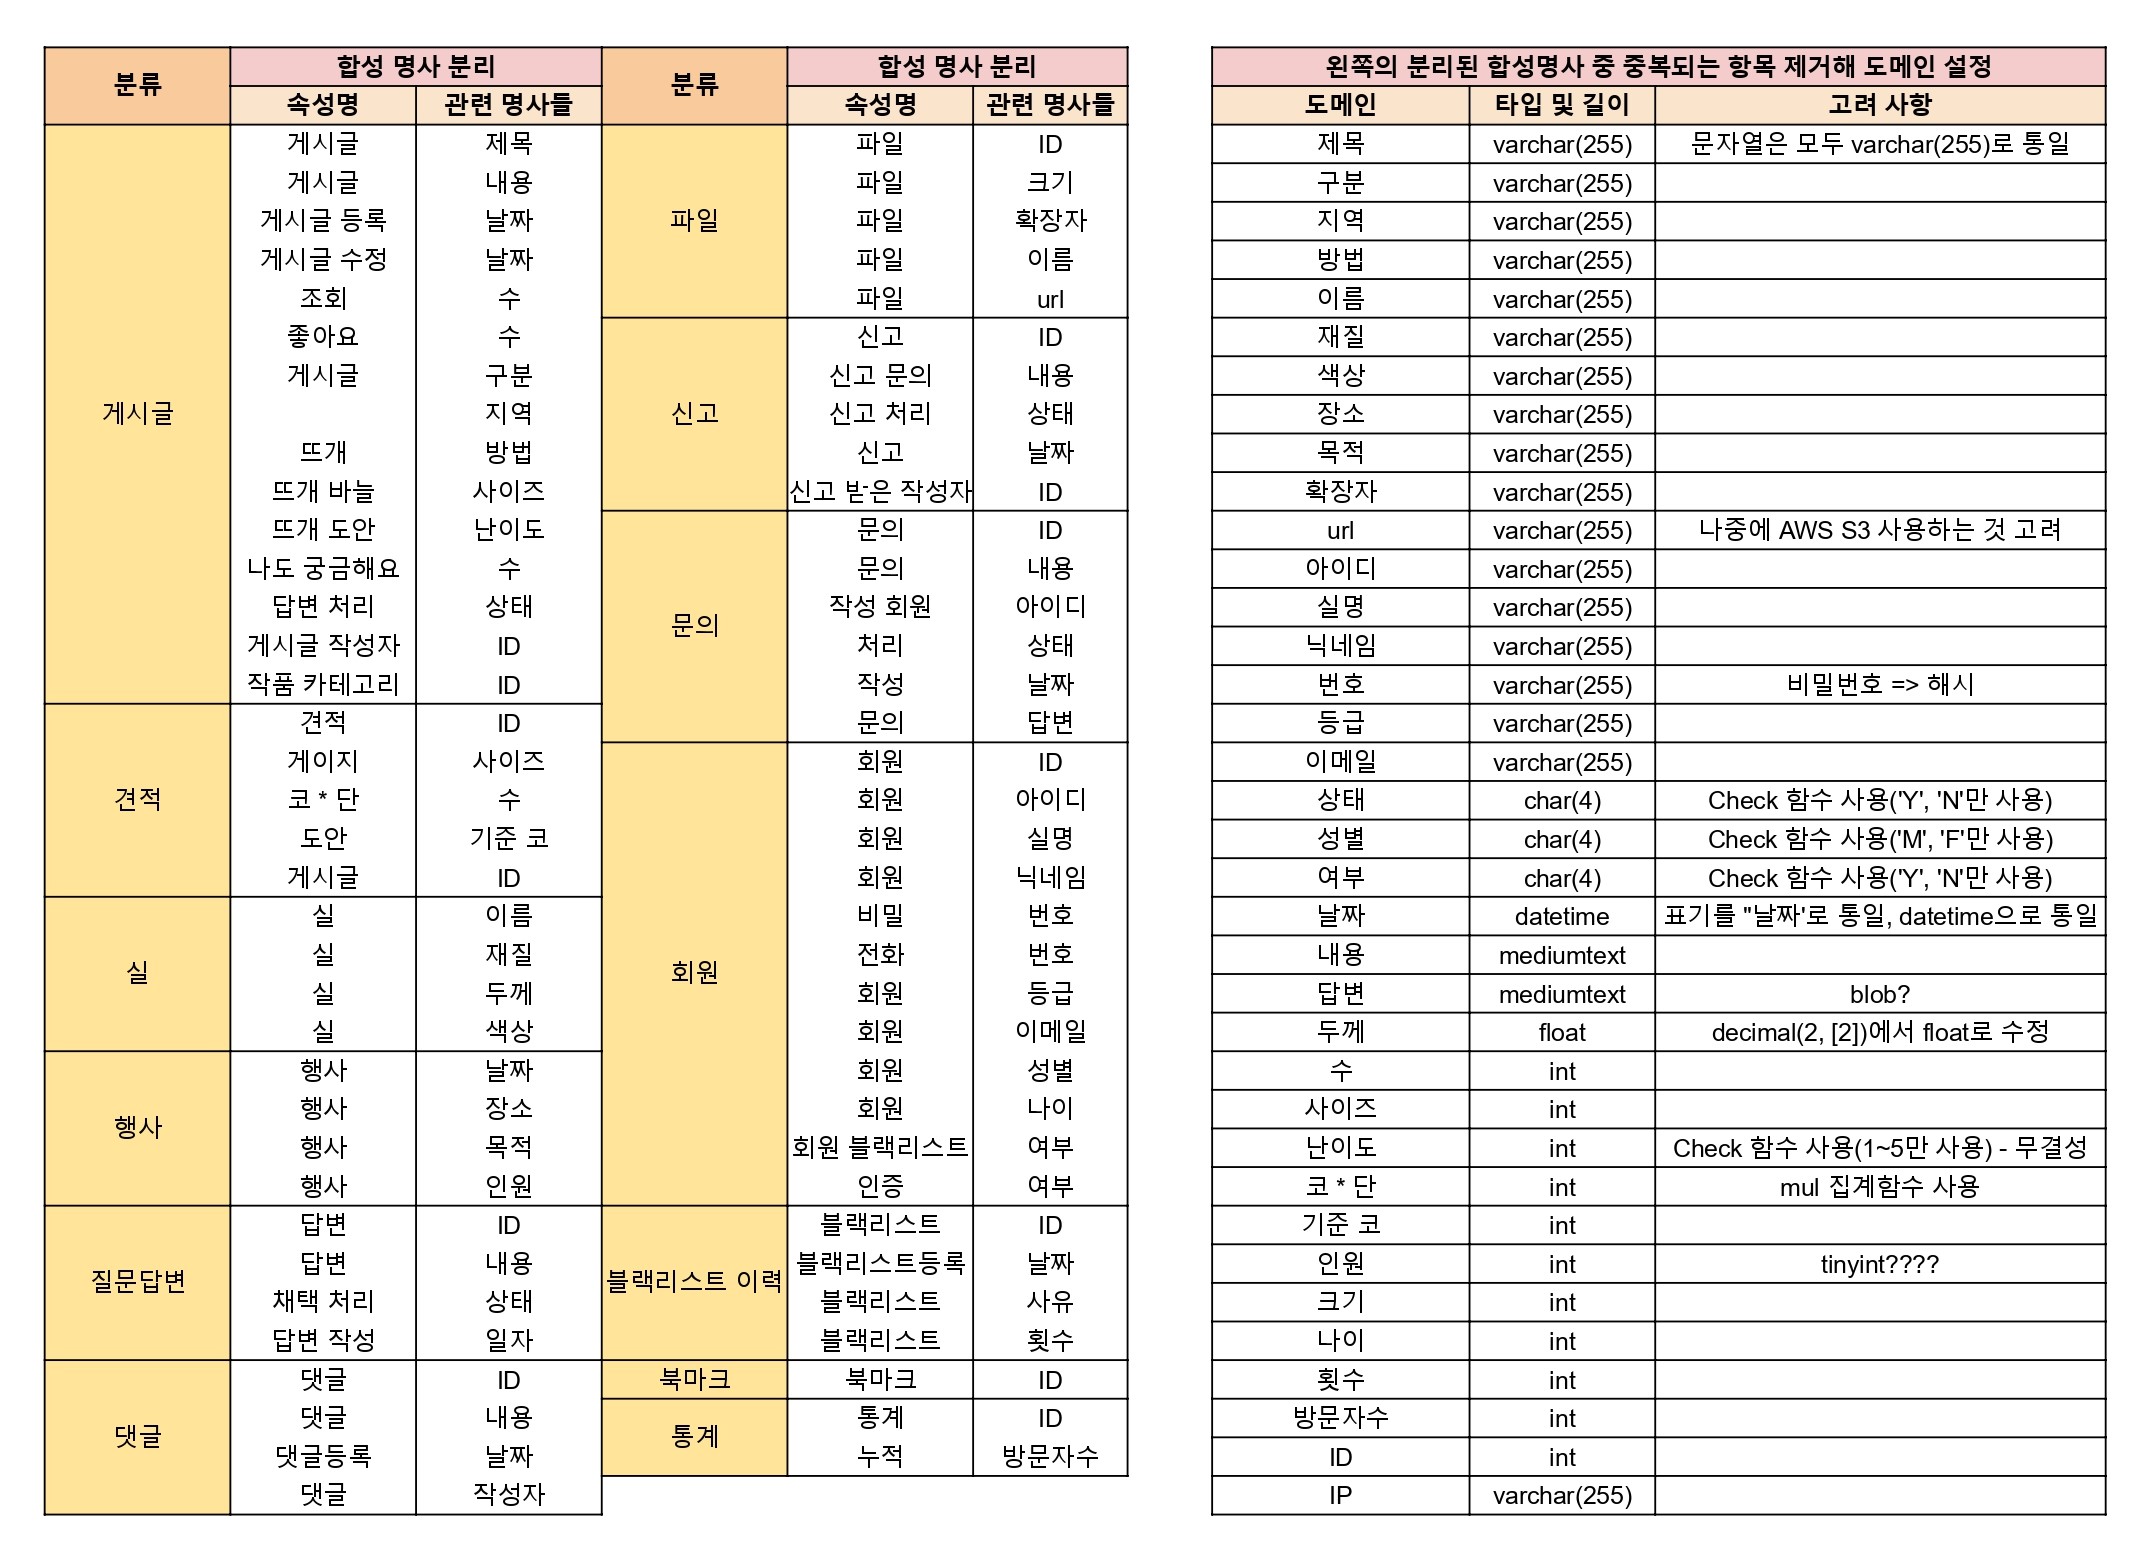 분류 합성 명사 분리 분류 합성 명사 분리
속성명 관련 명사들 속성명 관련 명사들
게시글
게시글 제목
게시글 내용
게시글 등록 날짜
게시글 수정 날짜
조회 수
좋아요 수
게시글 구분
지역
뜨개 방법
뜨개 바늘 사이즈
뜨개 도안 난이도
나도 궁금해요 수
답변 처리 상태
게시글 작성자 ID
작품 카테고리 ID
견적
견적 ID
게이지 사이즈
코 * 단 수
도안 기준 코
게시글 ID
실
실 이름
실 재질
실 두께
실 색상
행사
행사 날짜
행사 장소
행사 목적
행사 인원
질문답변
답변 ID
답변 내용
채택 처리 상태
답변 작성 일자
댓글
댓글 ID
댓글 내용
댓글등록 날짜
댓글 작성자
파일
파일 ID
파일 크기
파일 확장자
파일 이름
파일 url
신고
신고 ID
신고 문의 내용
신고 처리 상태
신고 날짜
신고 받은 작성자 ID
문의
문의 ID
문의 내용
작성 회원 아이디
처리 상태
작성 날짜
문의 답변
회원
회원 ID
회원 아이디
회원 실명
회원 닉네임
비밀 번호
전화 번호
회원 등급
회원 이메일
회원 성별
회원 나이
회원 블랙리스트 여부
인증 여부
블랙리스트 이력
블랙리스트 ID
블랙리스트등록 날짜
블랙리스트 사유
블랙리스트 횟수
북마크
북마크 ID
통계
통계 ID
누적 방문자수
왼쪽의 분리된 합성명사 중 중복되는 항목 제거해 도메인 설정
도메인 타입 및 길이 고려 사항
제목 varchar(255) 문자열은 모두 varchar(255)로 통일
구분 varchar(255)
지역 varchar(255)
방법 varchar(255)
이름 varchar(255)
재질 varchar(255)
색상 varchar(255)
장소 varchar(255)
목적 varchar(255)
확장자 varchar(255)
url varchar(255) 나중에 AWS S3 사용하는 것 고려
아이디 varchar(255)
실명 varchar(255)
닉네임 varchar(255)
번호 varchar(255) 비밀번호 => 해시
등급 varchar(255)
이메일 varchar(255)
상태 char(4) Check 함수 사용('Y', 'N'만 사용)
성별 char(4) Check 함수 사용('M', 'F'만 사용)
여부 char(4) Check 함수 사용('Y', 'N'만 사용)
날짜 datetime 표기를 "날짜'로 통일, datetime으로 통일
내용 mediumtext
답변 mediumtext blob?
두께 float decimal(2, [2])에서 float로 수정
수 int
사이즈 int
난이도 int Check 함수 사용(1~5만 사용) - 무결성
코 * 단 int mul 집계함수 사용
기준 코 int
인원 int tinyint????
크기 int
나이 int
횟수 int
방문자수 int
ID int
IP varchar(255)